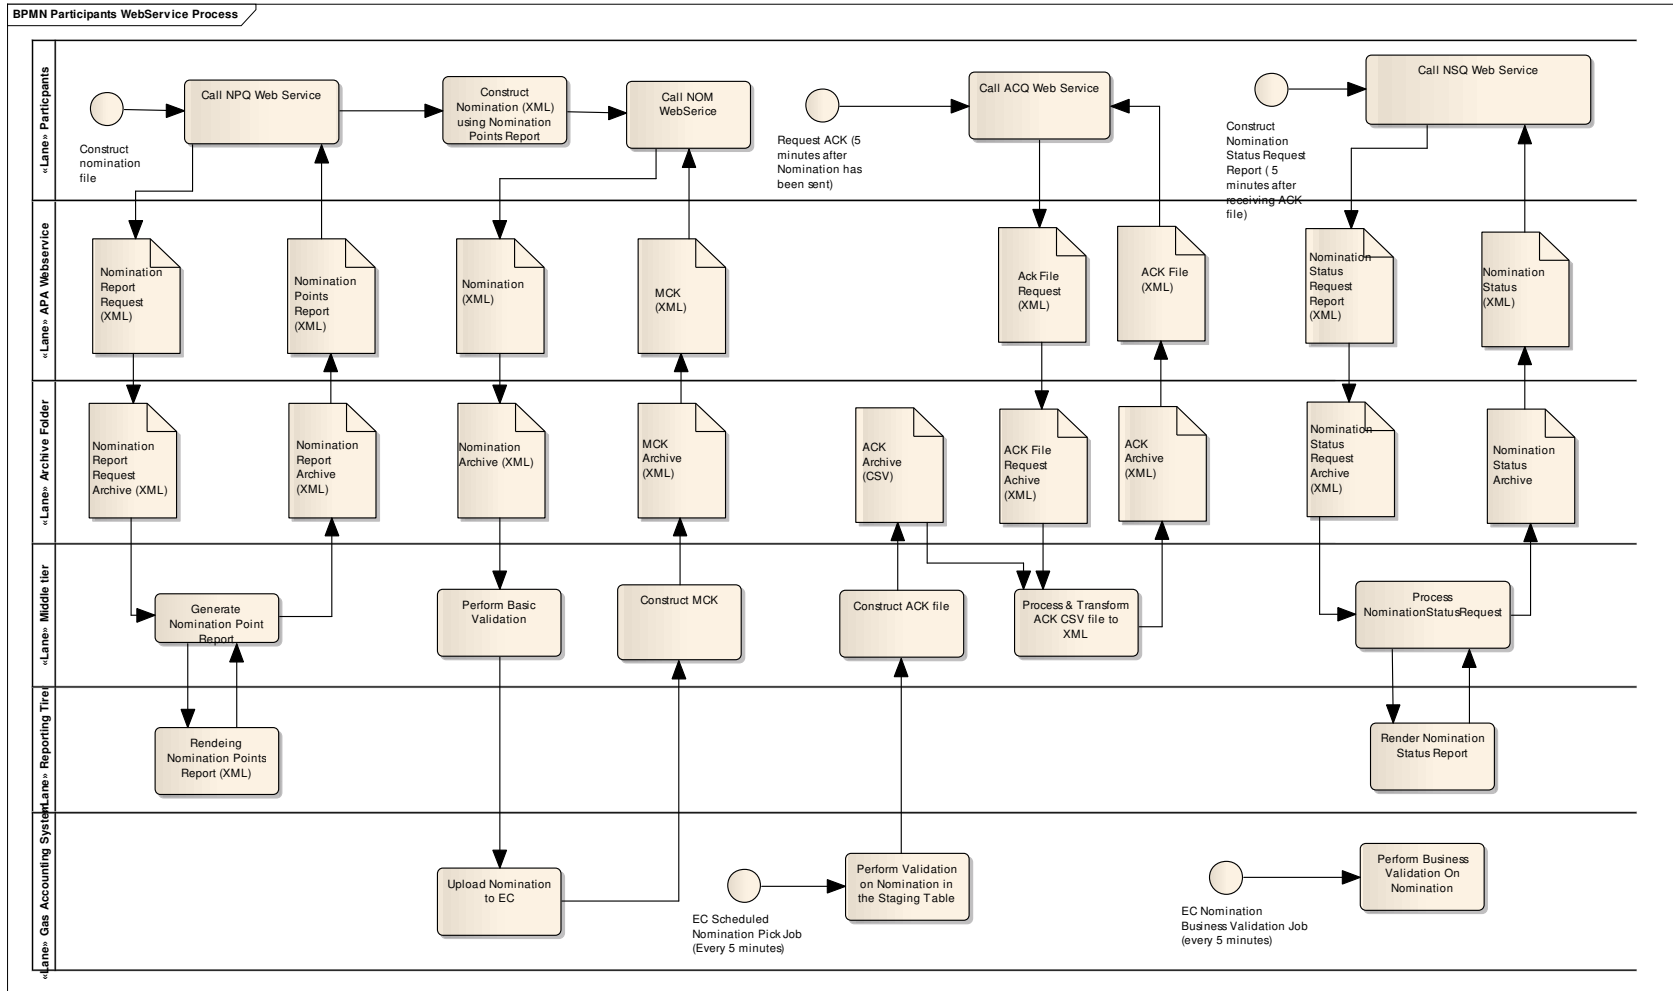 BPMN Participants WebService Process
«Lane» Particpants
Construct
nomination
file
Call NPQ Web Service
Construct
Nomination (XML)
using Nomination
Points Report
Call NOM
WebSerice
Request ACK (5
minutes after
Nomination has
been sent)
Call ACQ Web Service
Construct
Nomination
Status Request
Report ( 5
minutes after
receiving ACK
file)
Call NSQ Web Service
«Lane» APA Webservice
Nomination
Report
Request
(XML)
Nomination
Points
Report
(XML)
Nomination
(XML)
MCK
(XML)
Ack File
Request
(XML)
ACK File
(XML)
Nomination
Status
Request
Report
(XML)
Nomination
Status
(XML)
«Lane» Archive Folder
Nomination
Report
Request
Archive (XML)
Nomination
Report
Archive
(XML)
Nomination
Archive (XML)
MCK
Archive
(XML)
ACK
Archive
(CSV)
ACK File
Request
Achive
(XML)
ACK
Archive
(XML)
Nomination
Status
Request
Archive
(XML)
Nomination
Status
Archive
«Lane» Middle tier
Generate
Nomination Point
Report
Perform Basic
Validation
Construct MCK
Construct ACK file
Process & Transform
ACK CSV file to
XML
Process
NominationStatusRequest
«Lane» Reporting Tirer
Rendeing
Nomination Points
Report (XML)
Render Nomination
Status Report
«Lane» Gas Accounting System
Upload Nomination
to EC
EC Scheduled
Nomination Pick Job
(Every 5 minutes)
Perform Validation
on Nomination in
the Staging Table
EC Nomination
Business Validation Job
(every 5 minutes)
Perform Business
Validation On
Nomination